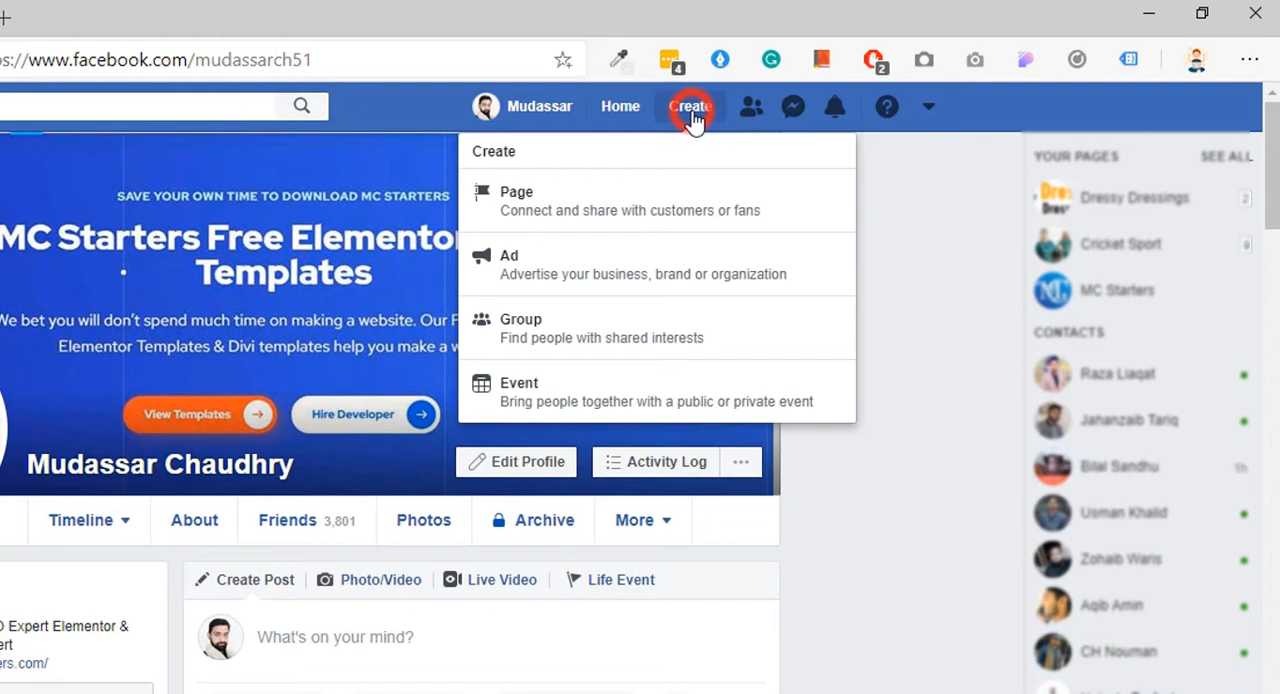 s://www.facebook.com/mudassarch51
4
2
Mudassar
Home
Create
Create
Page
Connect and share with customers or fans
Ad
Advertise your business, brand or organization
Group
Find people with shared interests
Event
Bring people together with a public or private event
SAVE YOUR OWN TIME TO DOWNLOAD MC STARTERS
MC Starters Free Elemento
Templates
We bet you will don't spend much time on making a website. Our F
Elementor Templates & Divi templates help you make a w
View Templates
Hire Developer
Mudassar Chaudhry
Edit Profile
Activity Log
Timeline
About
Friends 3,801
Photos
Archive
More
Create Post
Photo/Video
Live Video
Life Event
What's on your mind?
O Expert Elementor &
ert
ers.com/
YOUR PAGES
SEE ALL
Dressy Dressings
2
Cricket Sport
MC Starters
CONTACTS
Raza Liaqat
Jahanzaib Tariq
Bilal Sandhu
Usman Khalid
Zohaib Waris
Aqib Amin
CH Nouman